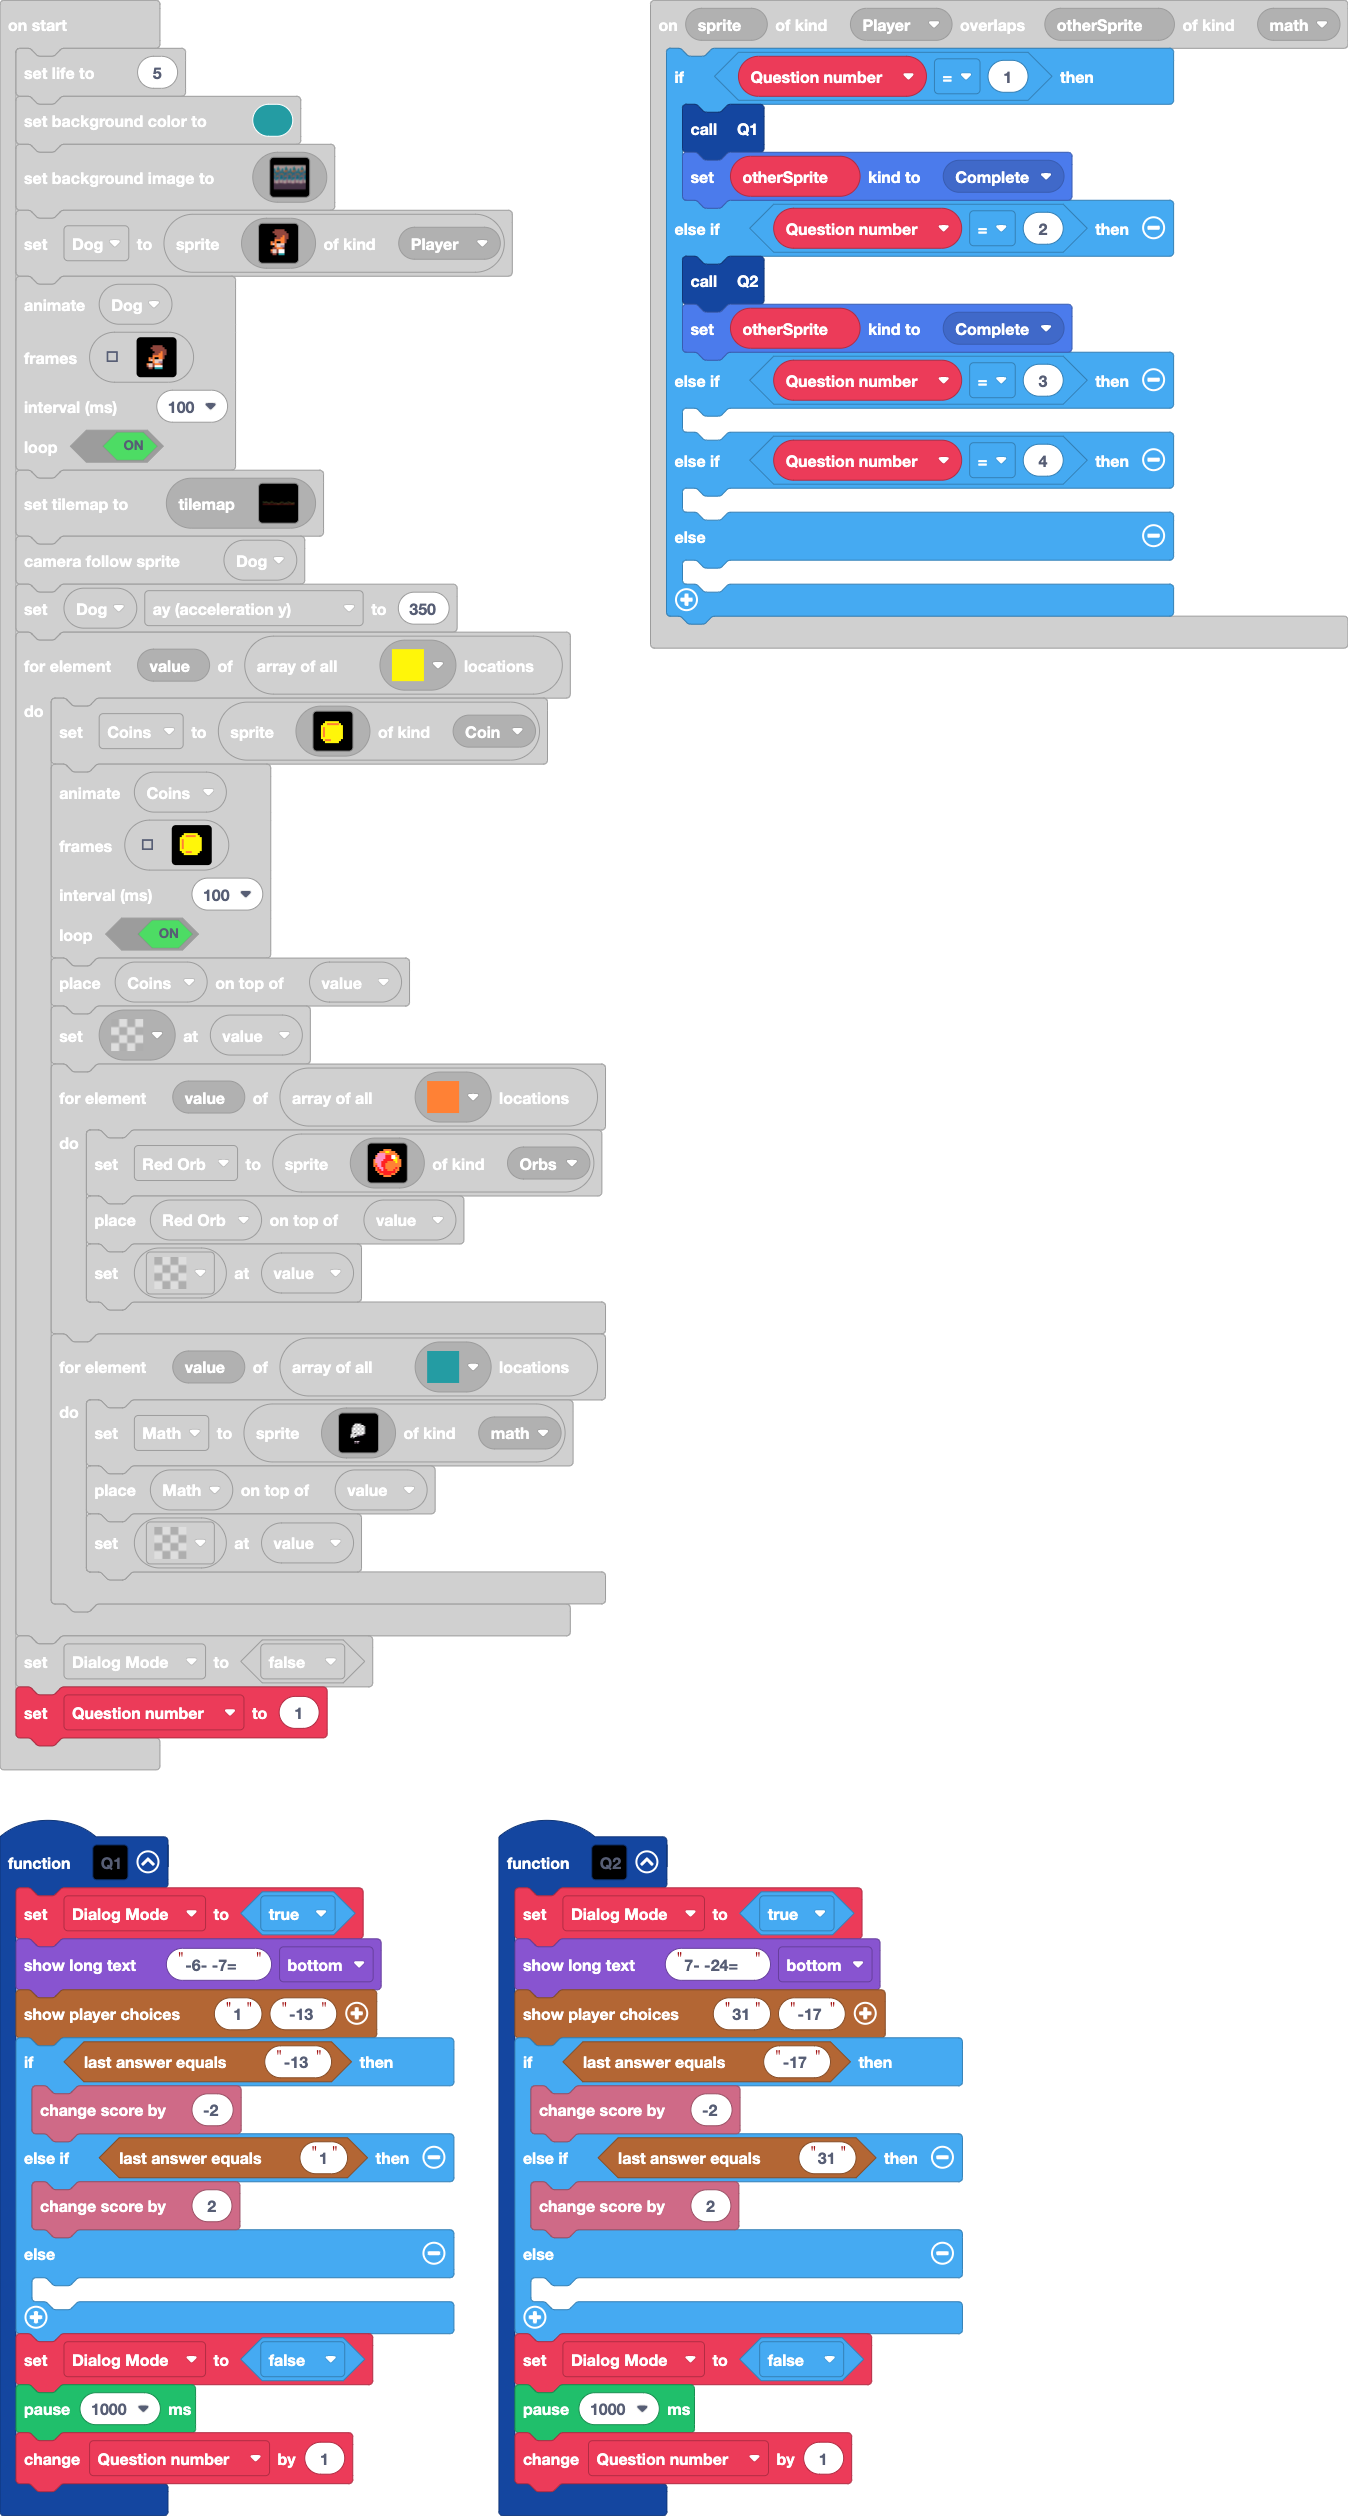 on start
set life to 5
set background color to
set background image to
set Dog to sprite of kind Player
animate Dog
frames
interval (ms) 100
loop ON
set tilemap to tilemap
camera follow sprite Dog
set Dog ay (acceleration y) to 350
for element value of array of all locations
do
set Coins to sprite of kind Coin
animate Coins
frames
interval (ms) 100
loop ON
place Coins on top of value
set at value
for element value of array of all locations
do
set Red Orb to sprite of kind Orbs
place Red Orb on top of value
set at value
for element value of array of all locations
do
set Math to sprite of kind math
place Math on top of value
set at value
set Dialog Mode to false
set Question number to 1
on sprite of kind Player overlaps otherSprite of kind math
if Question number = 1 then
call Q1
set otherSprite kind to Complete
else if Question number = 2 then
call Q2
set otherSprite kind to Complete
else if Question number = 3 then
else if Question number = 4 then
else
function Q1
set Dialog Mode to true
show long text "-6- -7= " bottom
show player choices "1" "-13"
if last answer equals "-13" then
change score by -2
else if last answer equals "1" then
change score by 2
else
set Dialog Mode to false
pause 1000 ms
change Question number by 1
function Q2
set Dialog Mode to true
show long text "7- -24= " bottom
show player choices "31" "-17"
if last answer equals "-17" then
change score by -2
else if last answer equals "31" then
change score by 2
else
set Dialog Mode to false
pause 1000 ms
change Question number by 1